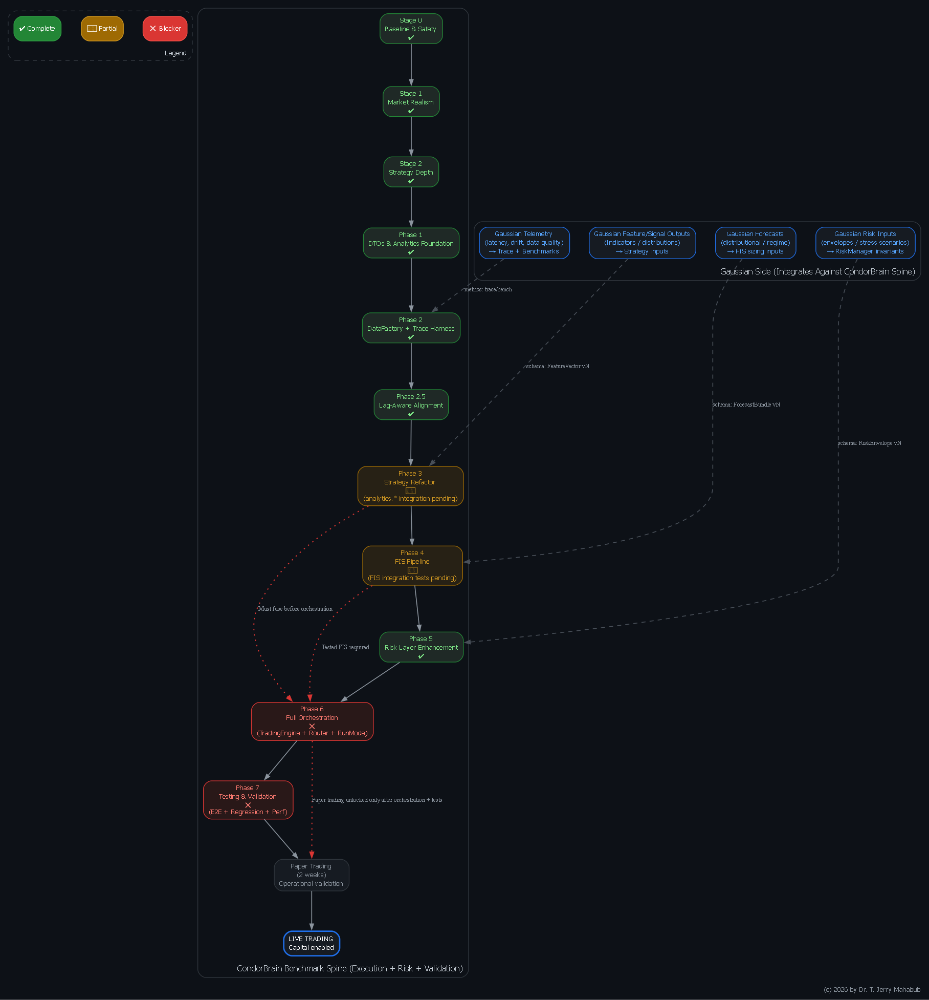 ✔ Complete
Partial
✕ Blocker
Legend
Stage 0
Baseline & Safety
✔
Stage 1
Market Realism
✔
Stage 2
Strategy Depth
✔
Phase 1
DTOs & Analytics Foundation
✔
Gaussian Telemetry
(latency, drift, data quality)
→ Trace + Benchmarks
Gaussian Feature/Signal Outputs
(Indicators / distributions)
→ Strategy inputs
Gaussian Forecasts
(distributional / regime)
→ FIS sizing inputs
Gaussian Risk Inputs
(envelopes / stress scenarios)
→ RiskManager invariants
Gaussian Side (Integrates Against CondorBrain Spine)
metrics: trace/bench
Phase 2
DataFactory + Trace Harness
✔
schema: FeatureVector vN
Phase 2.5
Lag-Aware Alignment
✔
schema: ForecastBundle vN
schema: RiskEnvelope vN
Phase 3
Strategy Refactor
(analytics.* integration pending)
Phase 4
FIS Pipeline
(FIS integration tests pending)
Must fuse before orchestration
Tested FIS required
Phase 5
Risk Layer Enhancement
✔
Phase 6
Full Orchestration
✕
(TradingEngine + Router + RunMode)
Phase 7
Testing & Validation
✕
(E2E + Regression + Perf)
Paper trading unlocked only after orchestration + tests
Paper Trading
(2 weeks)
Operational validation
LIVE TRADING
Capital enabled
CondorBrain Benchmark Spine (Execution + Risk + Validation)
(c) 2026 by Dr. T. Jerry Mahabub